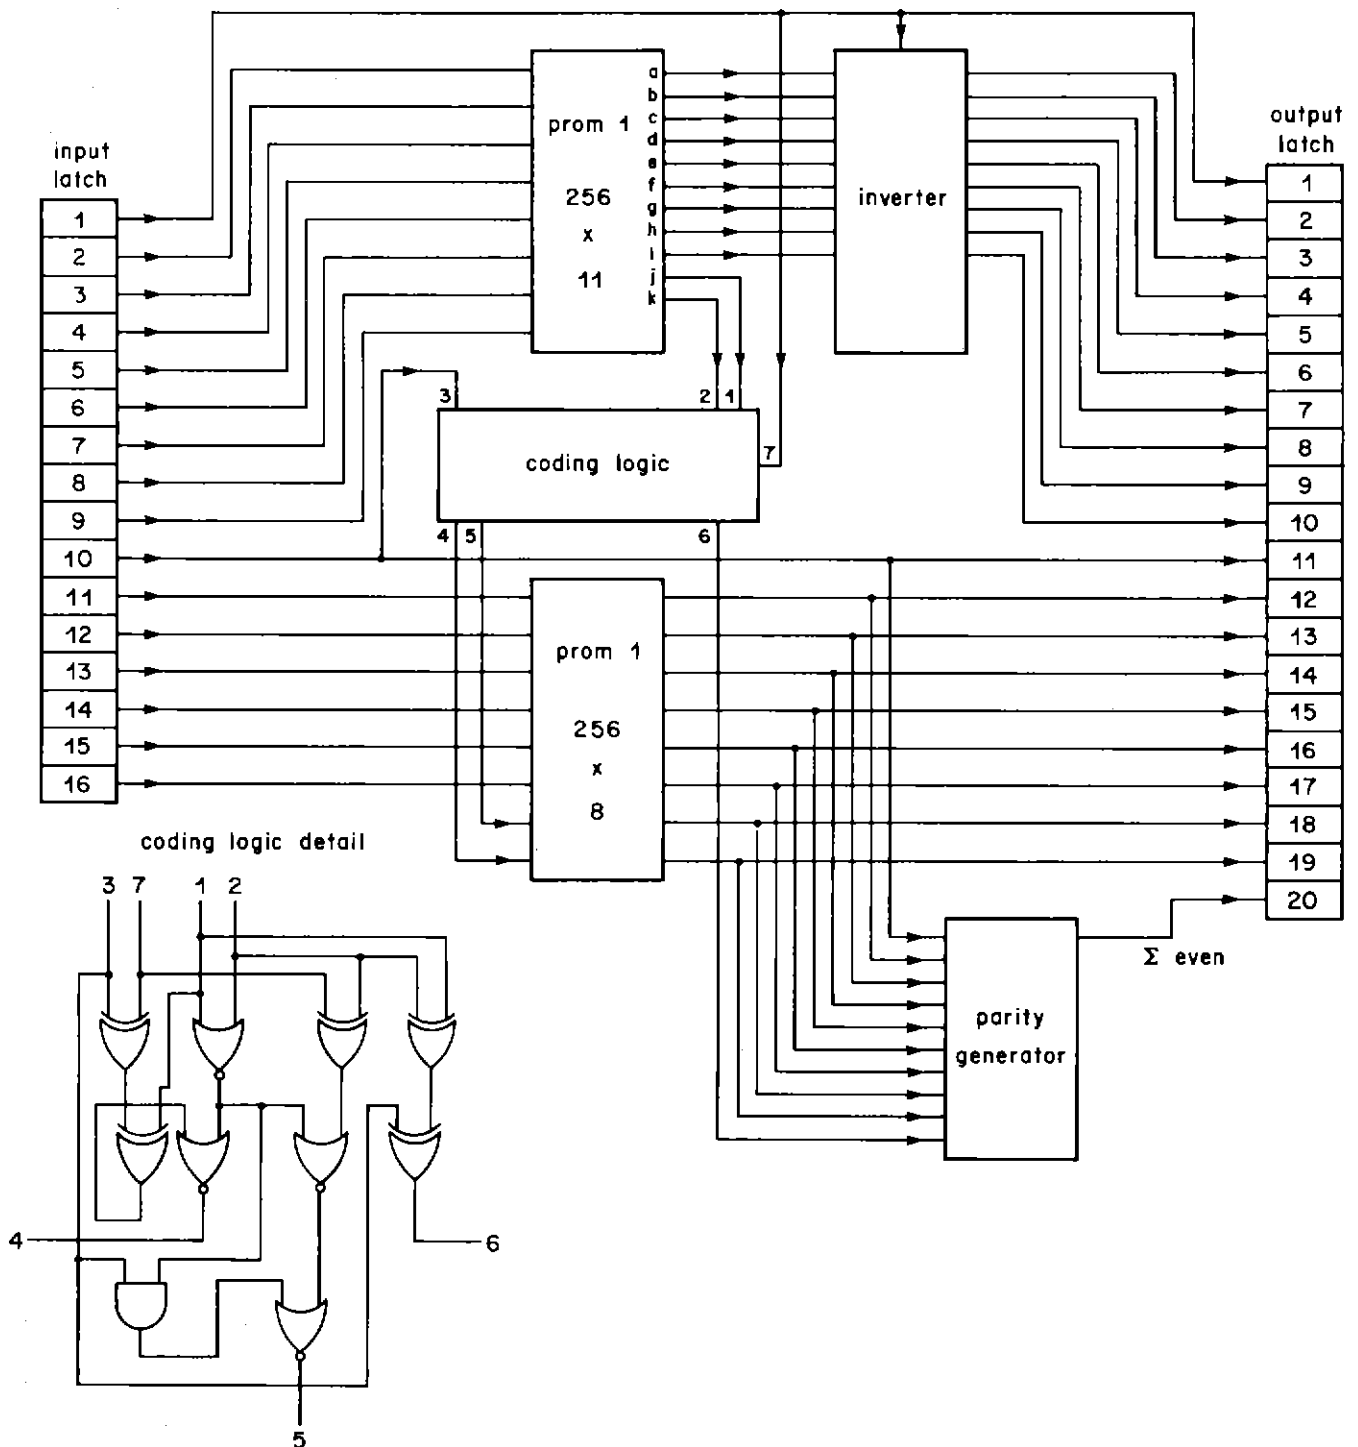 input
latch
1
2
3
4
5
6
7
8
9
10
11
12
13
14
15
16
prom 1
256
x
11
a
b
c
d
e
f
g
h
i
j
k
inverter
output
latch
1
2
3
4
5
6
7
8
9
10
11
12
13
14
15
16
17
18
19
20
3
2
1
coding logic
7
4
5
6
prom 1
256
x
8
Σ even
parity
generator
coding logic detail
3
7
1
2
4
6
5